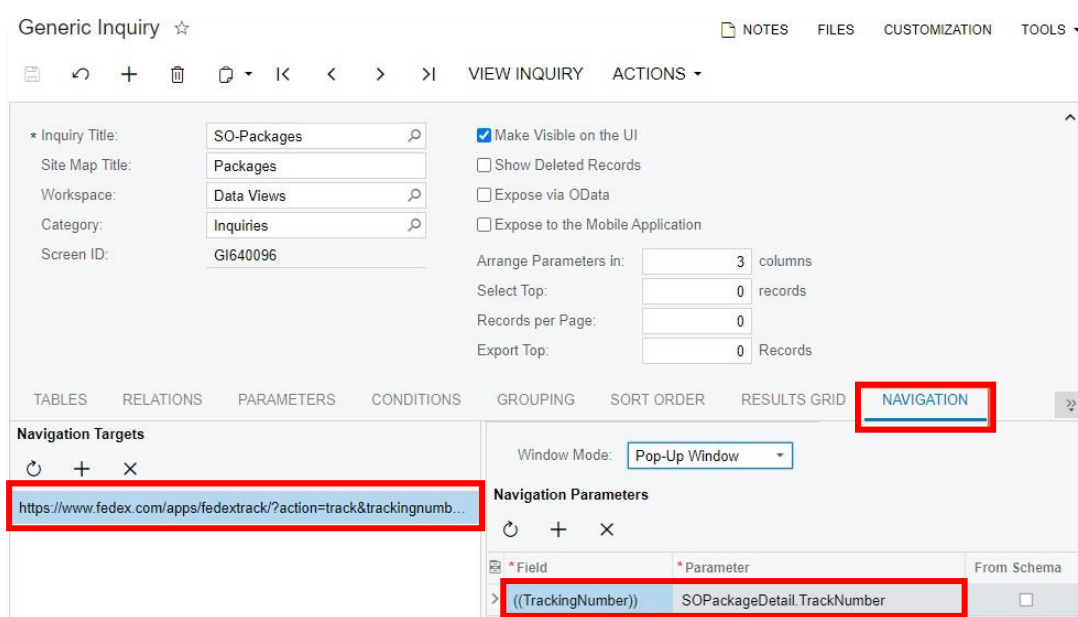 Generic Inquiry
NOTES FILES CUSTOMIZATION TOOLS
VIEW INQUIRY ACTIONS
* Inquiry Title: SO-Packages
Site Map Title: Packages
Workspace: Data Views
Category: Inquiries
Screen ID: GI640096
Make Visible on the UI
Show Deleted Records
Expose via OData
Expose to the Mobile Application
Arrange Parameters in: 3 columns
Select Top: 0 records
Records per Page: 0
Export Top: 0 Records
TABLES RELATIONS PARAMETERS CONDITIONS GROUPING SORT ORDER RESULTS GRID NAVIGATION
Navigation Targets
https://www.fedex.com/apps/fedextrack/?action=track&trackingnumb...
Window Mode: Pop-Up Window
Navigation Parameters
* Field * Parameter From Schema
((TrackingNumber)) SOPackageDetail.TrackNumber